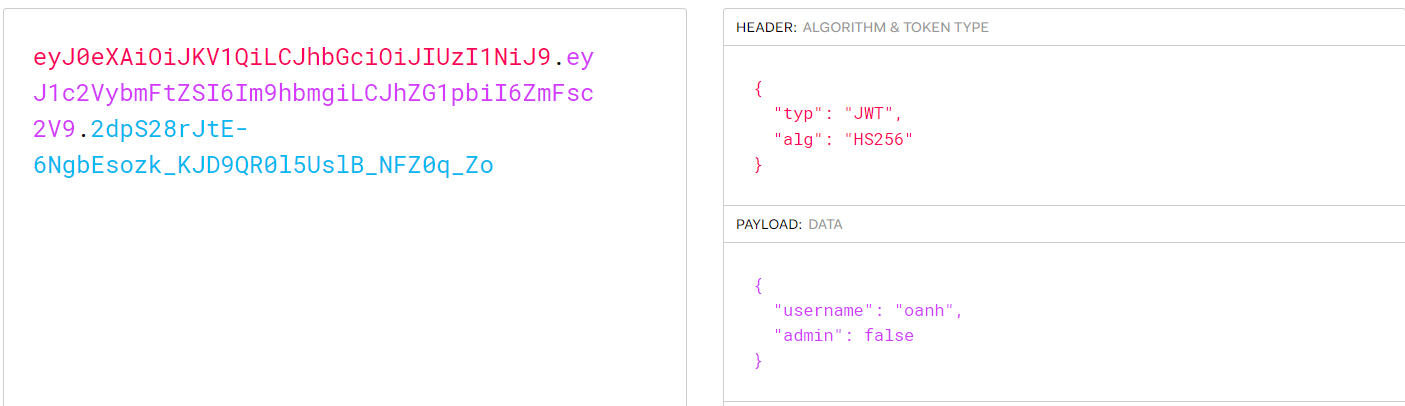 eyJ0eXAiOiJKV1QiLCJhbGciOiJIUzI1NiJ9.ey
J1c2VybmFtZSI6Im9hbmgiLCJhZG1pbiI6ZmFsc
2V9.2dpS28rJtE-
6NgbEsozk_KJD9QR0l5UslB_NFZ0q_Zo
HEADER: ALGORITHM & TOKEN TYPE
{
"typ": "JWT",
"alg": "HS256"
}
PAYLOAD: DATA
{
"username": "oanh",
"admin": false
}